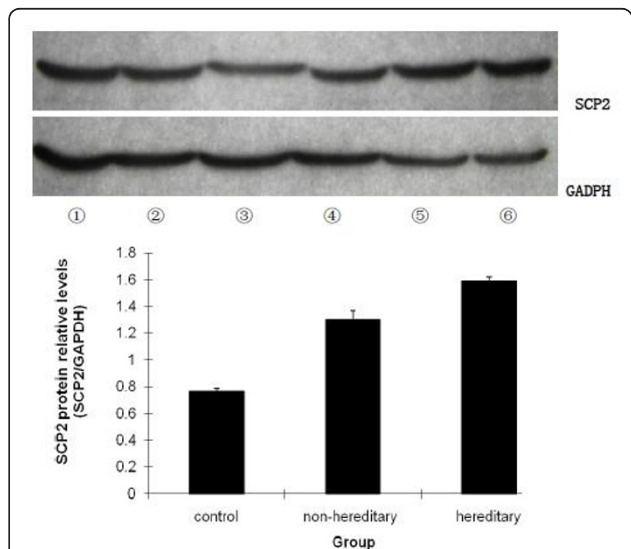 SCP2
GADPH
① ② ③ ④ ⑤ ⑥
SCP2 protein relative levels
(SCP2/GAPDH)
1.8
1.6
1.4
1.2
1
0.8
0.6
0.4
0.2
0
control non-hereditary hereditary
Group